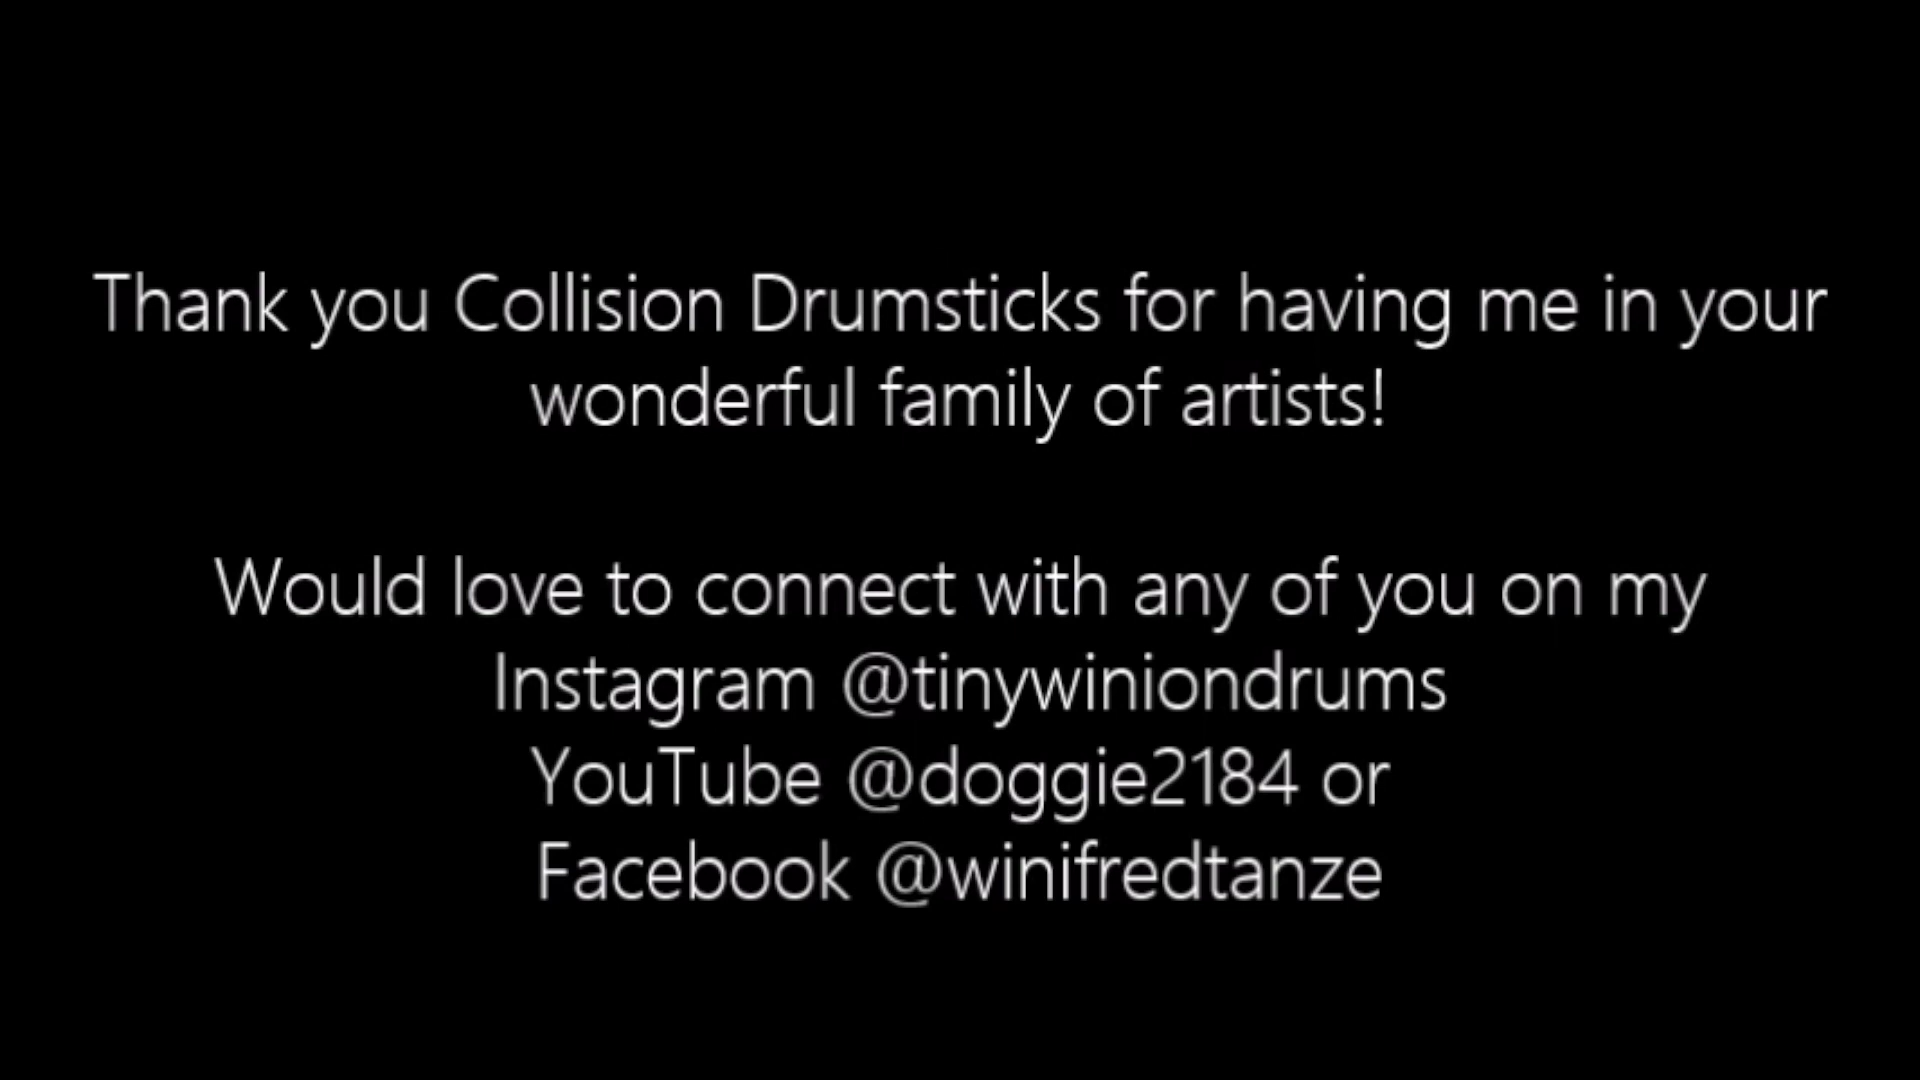 Thank you Collision Drumsticks for having me in your
wonderful family of artists!
Would love to connect with any of you on my
Instagram @tinywiniondrums
YouTube @doggie2184 or
Facebook @winifredtanze